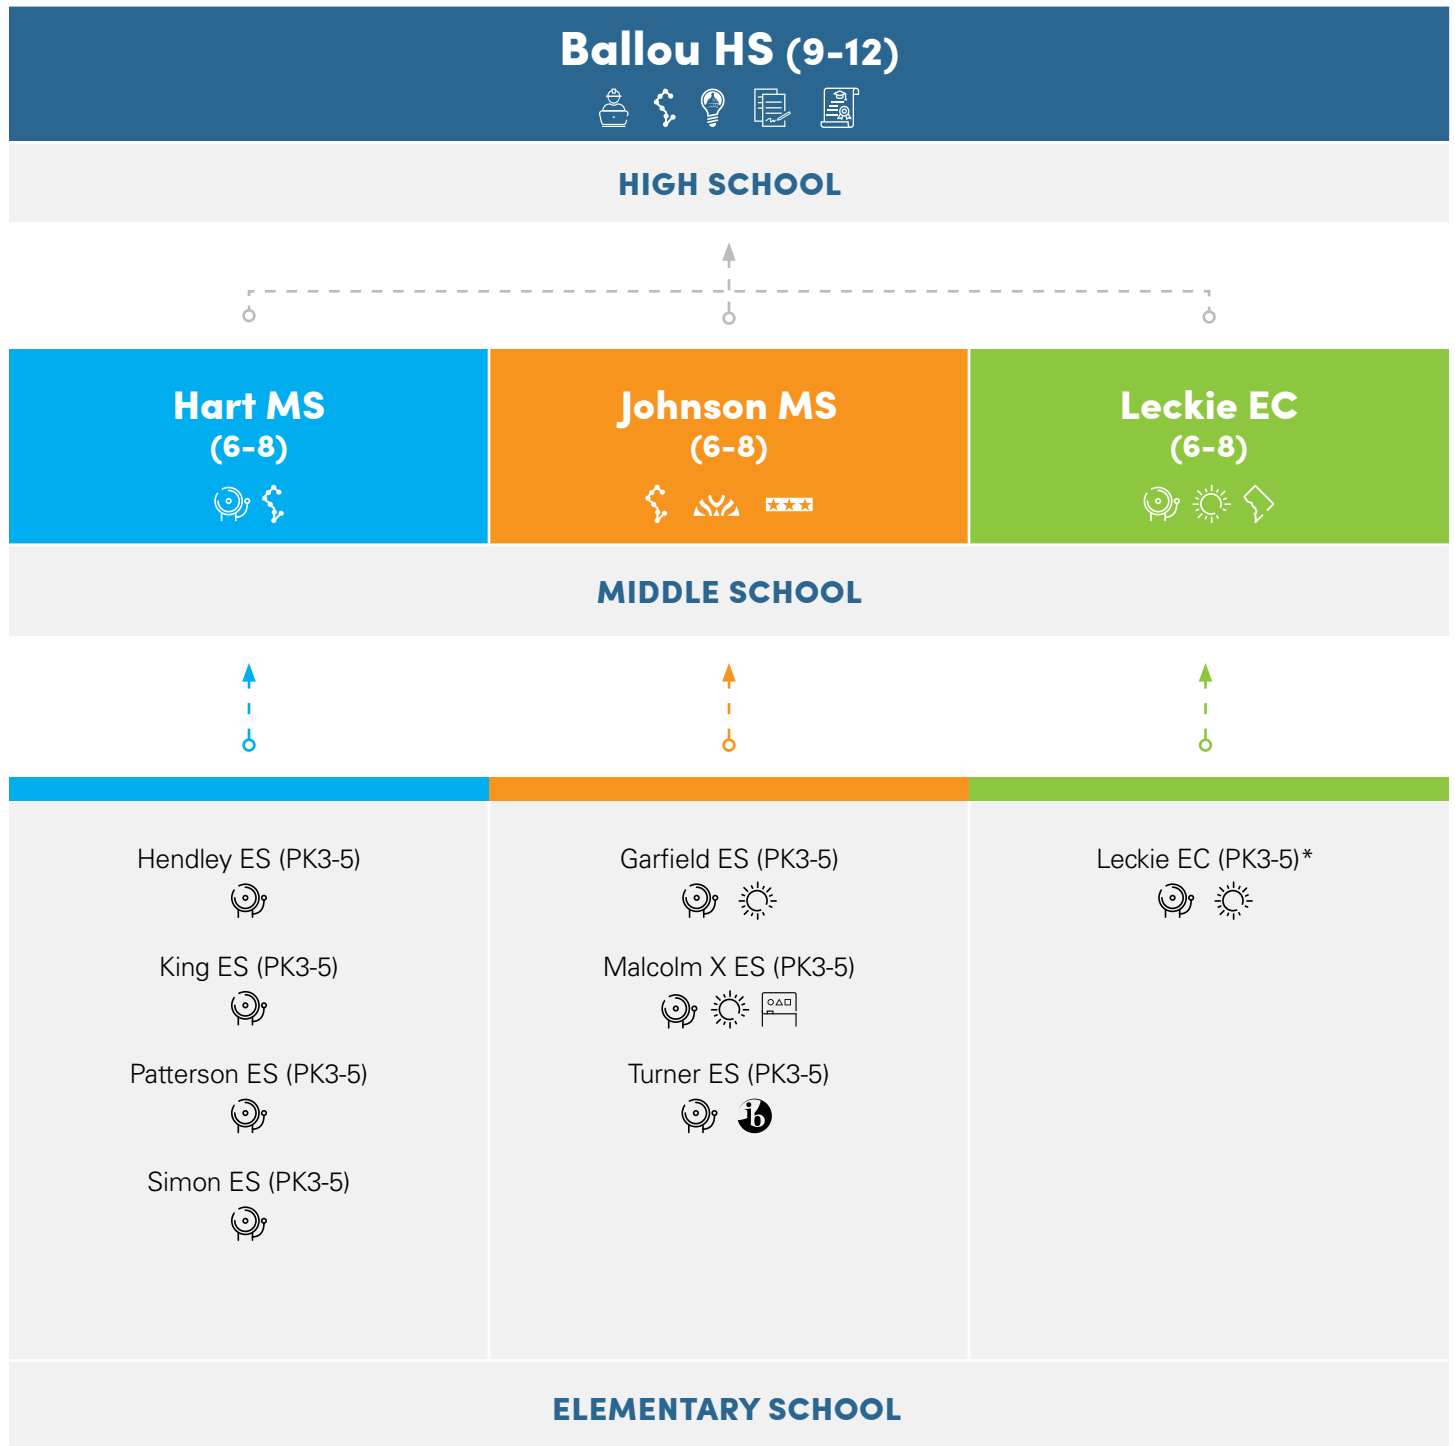 Ballou HS (9-12)
HIGH SCHOOL
Hart MS
(6-8)
Johnson MS
(6-8)
Leckie EC
(6-8)
MIDDLE SCHOOL
Hendley ES (PK3-5)
King ES (PK3-5)
Patterson ES (PK3-5)
Simon ES (PK3-5)
Garfield ES (PK3-5)
Malcolm X ES (PK3-5)
Turner ES (PK3-5)
ib
Leckie EC (PK3-5)*
ELEMENTARY SCHOOL